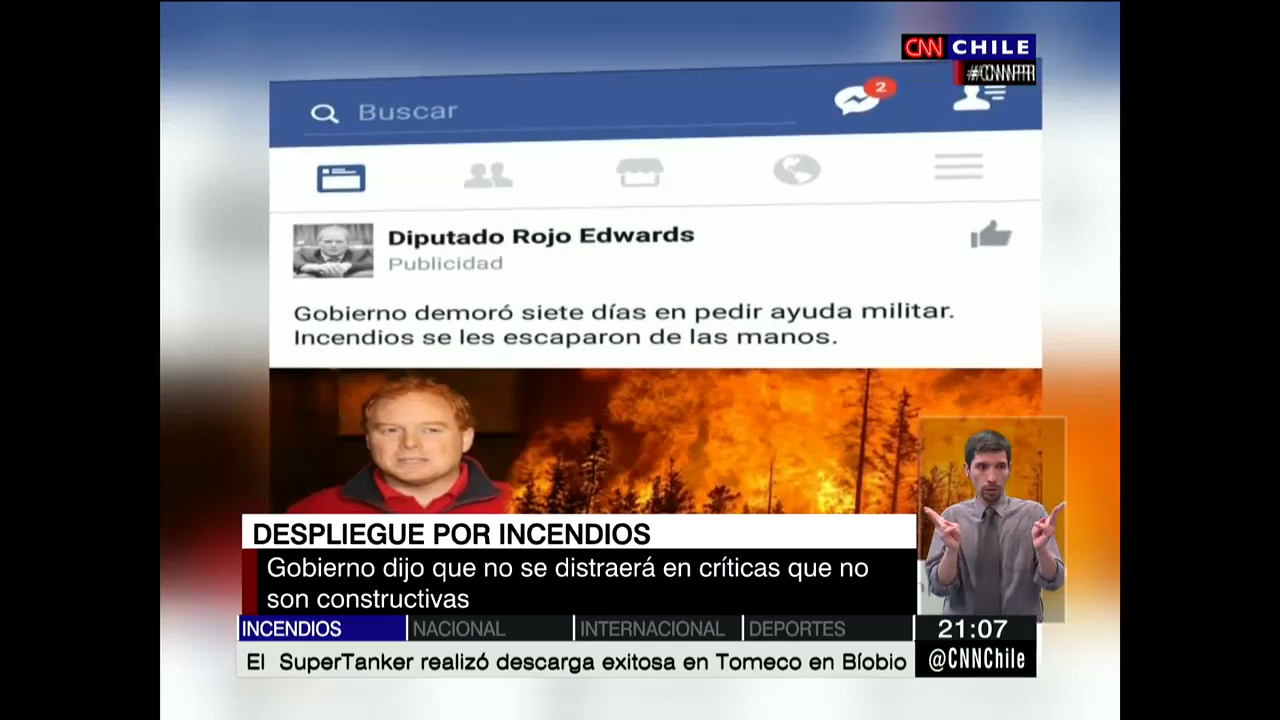 CNN CHILE
Buscar
2
Diputado Rojo Edwards
Publicidad
Gobierno demoró siete días en pedir ayuda militar.
Incendios se les escaparon de las manos.
DESPLIEGUE POR INCENDIOS
Gobierno dijo que no se distraerá en críticas que no
son constructivas
INCENDIOS NACIONAL INTERNACIONAL DEPORTES 21:07
El SuperTanker realizó descarga exitosa en Tomeco en Bíobio @CNNChile